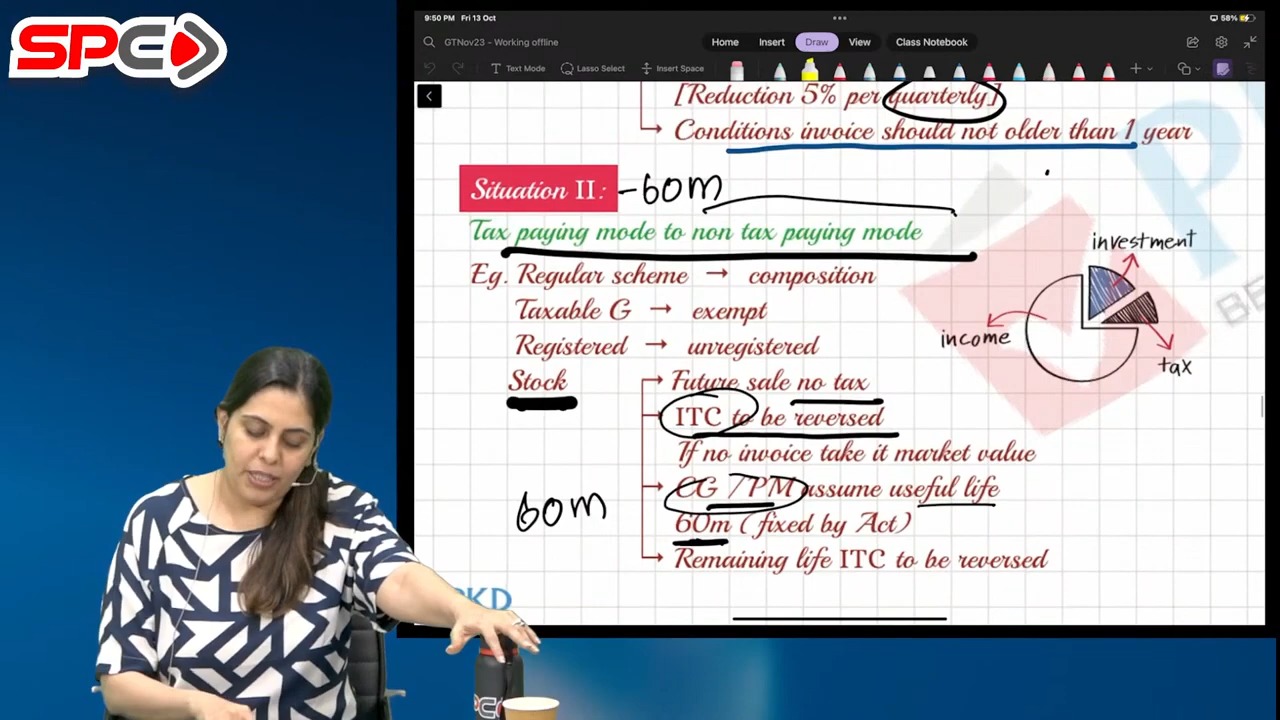 SPC
9:50 PM Fri 13 Oct
58%
GTNov23 - Working offline
Home Insert Draw View Class Notebook
Text Mode Lasso Select Insert Space
[Reduction 5% per quarterly]
Conditions invoice should not older than 1 year
Situation II: -60m
Tax paying mode to non tax paying mode
Eg. Regular scheme → composition
Taxable G → exempt
Registered → unregistered
Stock
Future sale no tax
ITC to be reversed
If no invoice take it market value
CG /PM assume useful life
60m (fixed by Act)
Remaining life ITC to be reversed
60m
investment
income
tax